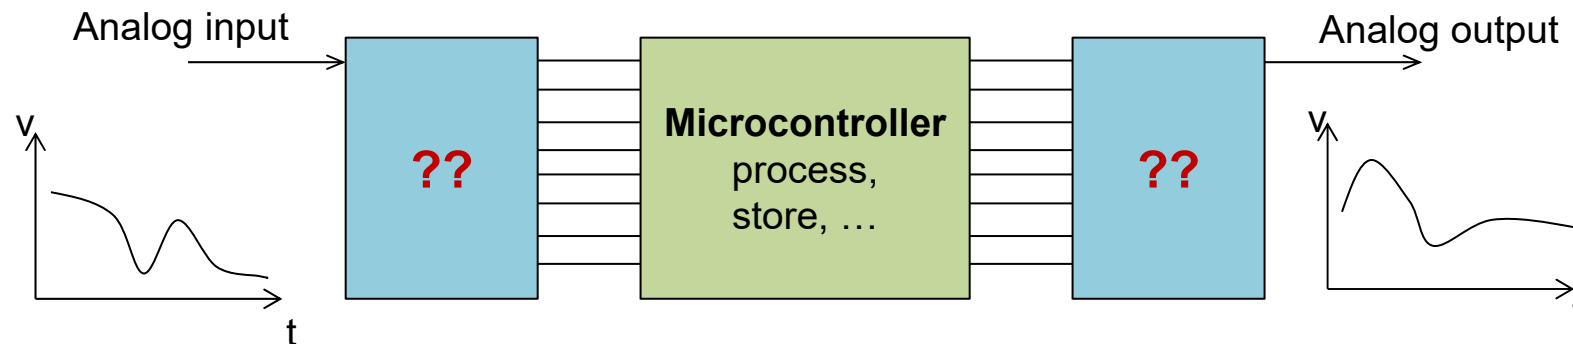 Analog input
Analog output
v
t
??
Microcontroller
process,
store, …
??
v